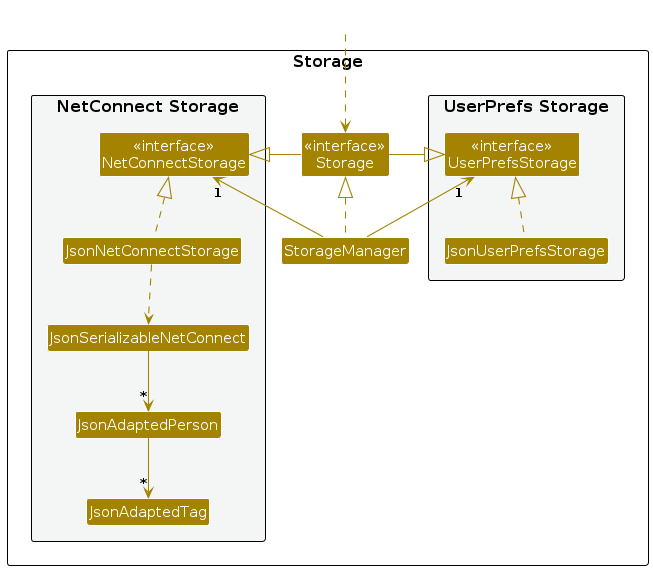 Storage
NetConnect Storage
UserPrefs Storage
«interface»
NetConnectStorage
«interface»
Storage
«interface»
UserPrefsStorage
1
1
JsonNetConnectStorage
StorageManager
JsonUserPrefsStorage
JsonSerializableNetConnect
*
JsonAdaptedPerson
*
JsonAdaptedTag